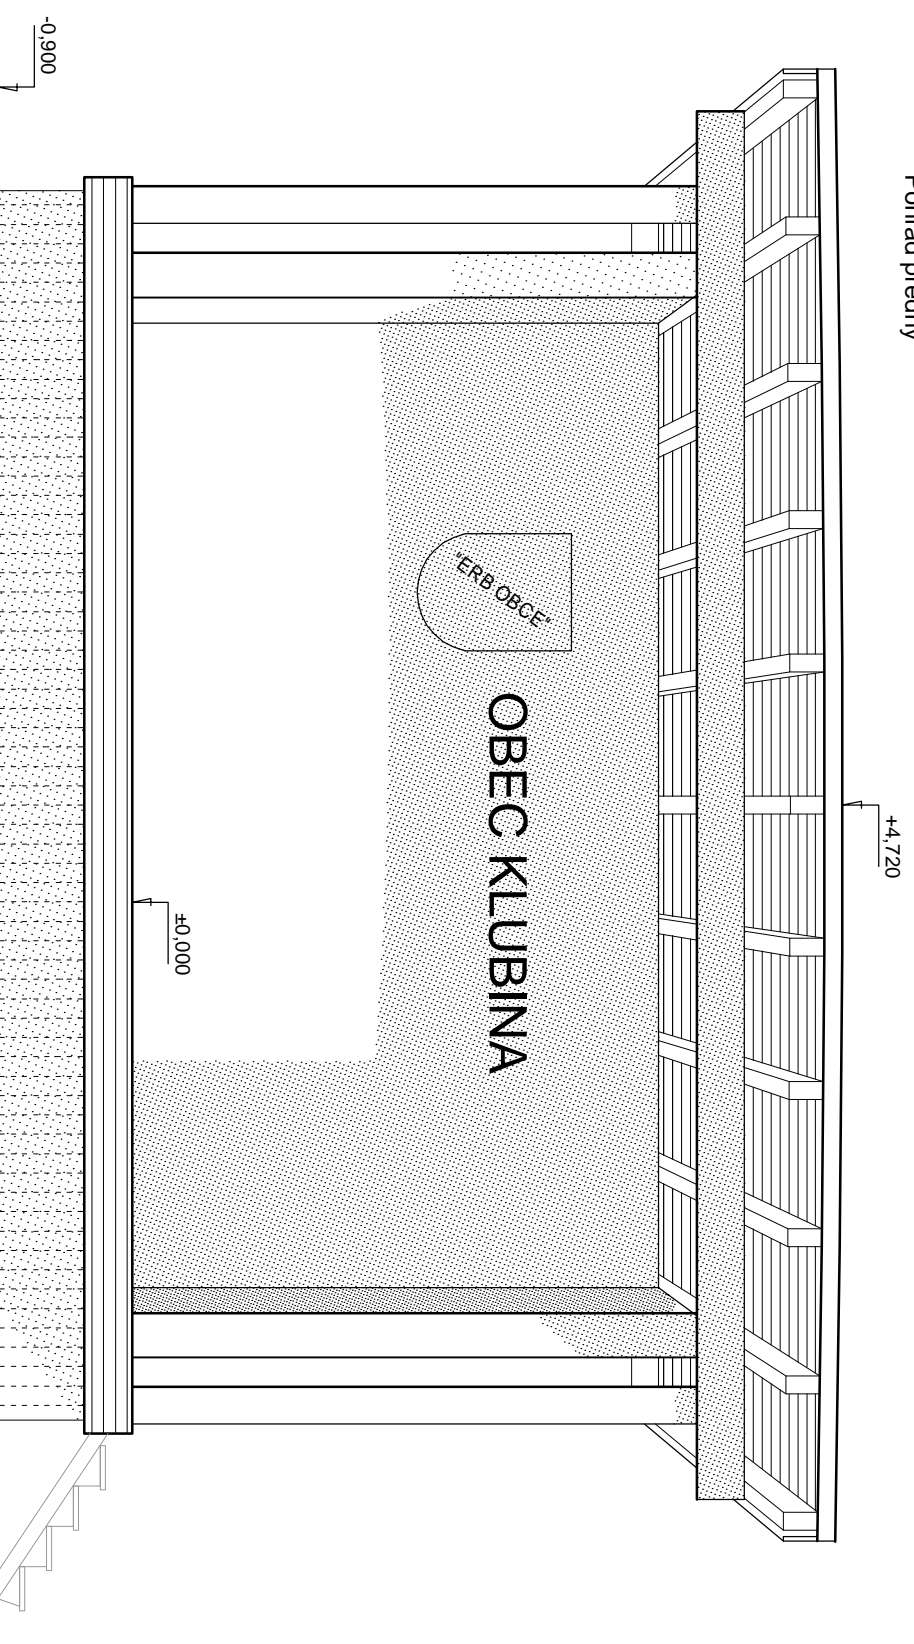 Pohľad predný
+4,720
"ERB OBCE"
OBEC KLUBINA
±0,000
-0,900